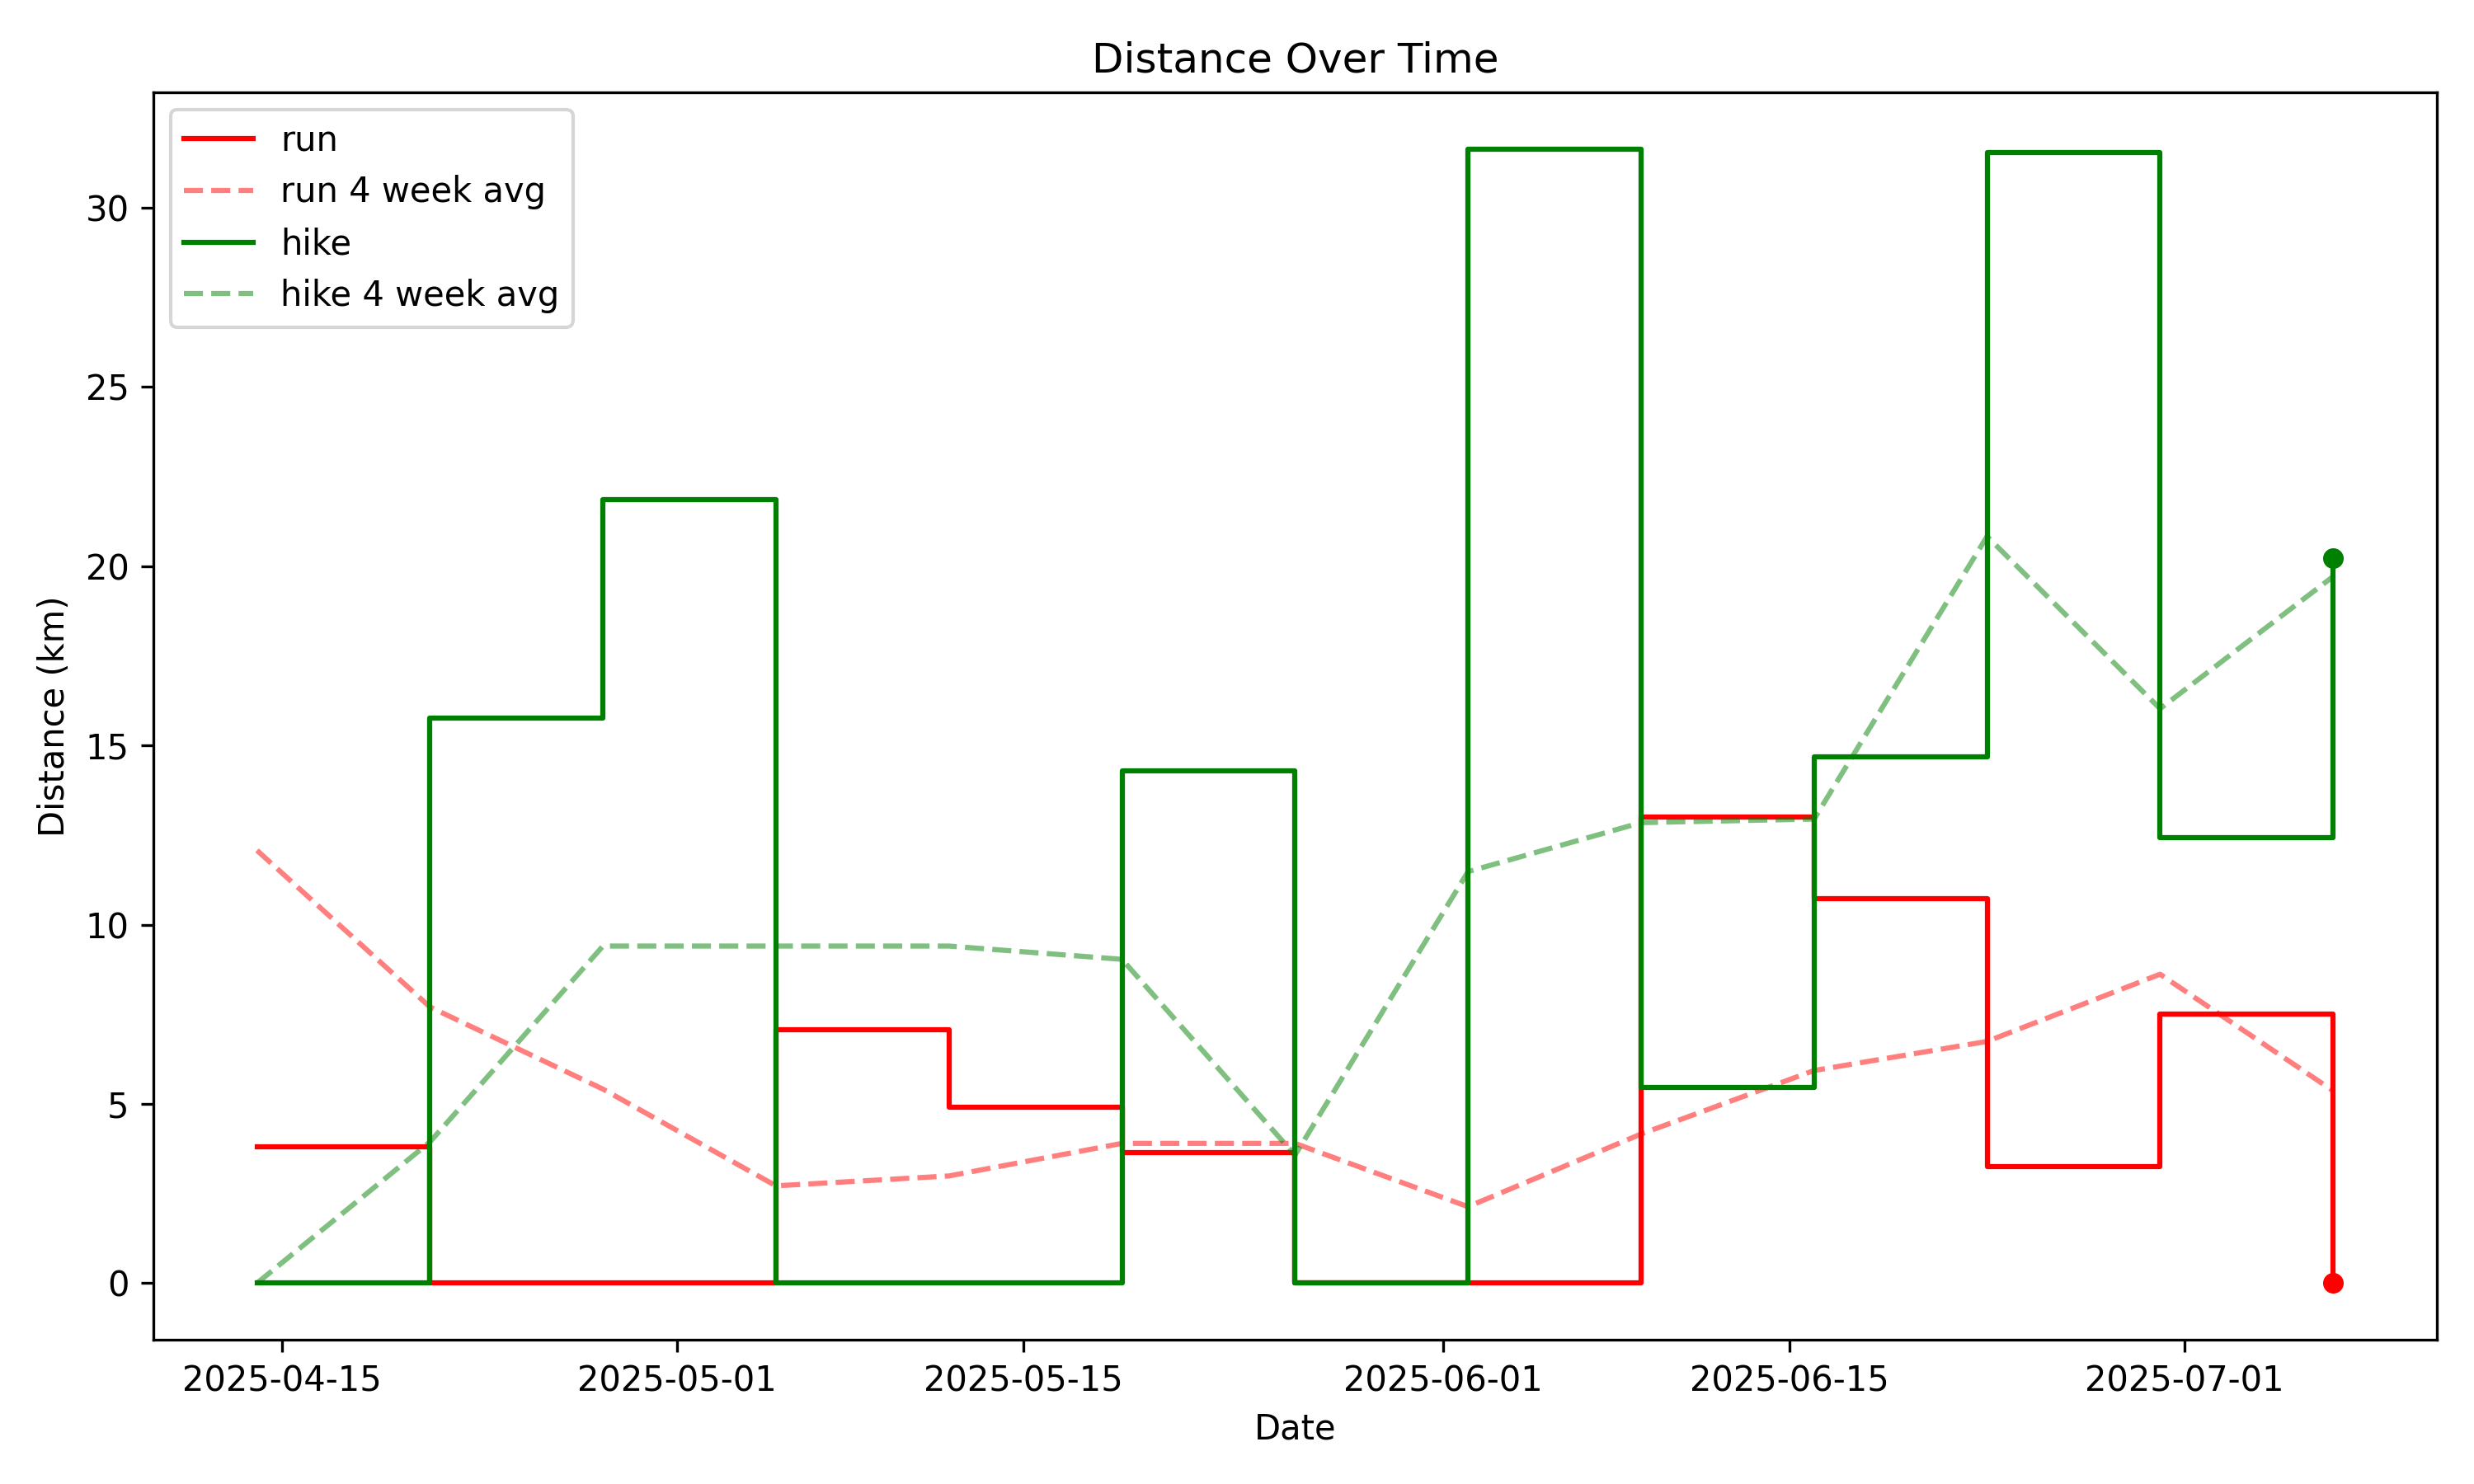 Distance Over Time
run
run 4 week avg
hike
hike 4 week avg
30
25
20
15
10
5
0
Distance (km)
2025-04-15 2025-05-01 2025-05-15 2025-06-01 2025-06-15 2025-07-01
Date